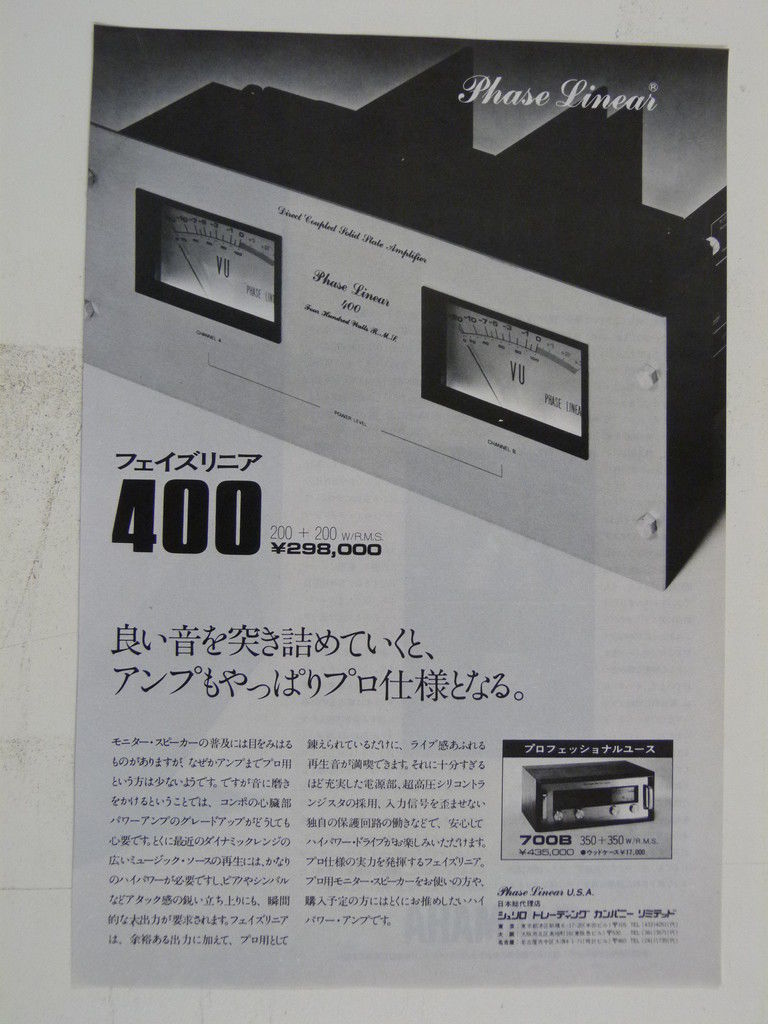 Phase Linear®
Direct Coupled Solid State Amplifier
Phase Linear
400
Four Hundred Watts R.M.S.
VU
PHASE LIN
CHANNEL A
VU
PHASE LINEA
CHANNEL B
POWER LEVEL
フェイズリニア
400
200 + 200 W/R.M.S.
¥298,000
良い音を突き詰めていくと、
アンプもやっぱりプロ仕様となる。
モニター・スピーカーの普及には目をみはる
ものがありますが、なぜかアンプまでプロ用
という方は少ないようです。ですが音に磨き
をかけるということでは、コンポの心臓部
パワーアンプのグレードアップがどうしても
必要です。とくに最近のダイナミックレンジの
広いミュージック・ソースの再生には、かなり
のハイパワーが必要ですし、ピアノやシンバル
などアタック感の鋭い立ち上りにも、瞬間
的な大出力が要求されます。フェイズリニア
は、余裕ある出力に加えて、プロ用として
錬えられているだけに、ライブ感あふれる
再生音が満喫できます。それに十分すぎる
ほど充実した電源部、超高圧シリコントラ
ンジスタの採用、入力信号を歪ませない
独自の保護回路の働きなどで、安心して
ハイパワー・ドライブがお楽しみいただけます。
プロ仕様の実力を発揮するフェイズリニア。
プロ用モニター・スピーカーをお使いの方や、
購入予定の方にはとくにお推めしたいハイ
パワー・アンプです。
プロフェッショナルユース
700B 350+350 W/R.M.S.
¥435,000 ●ウッドケース¥17,000
Phase Linear U.S.A.
日本総代理店
シュリロ トレーディング カンパニー リミテッド
東京:
大阪:
名古屋: